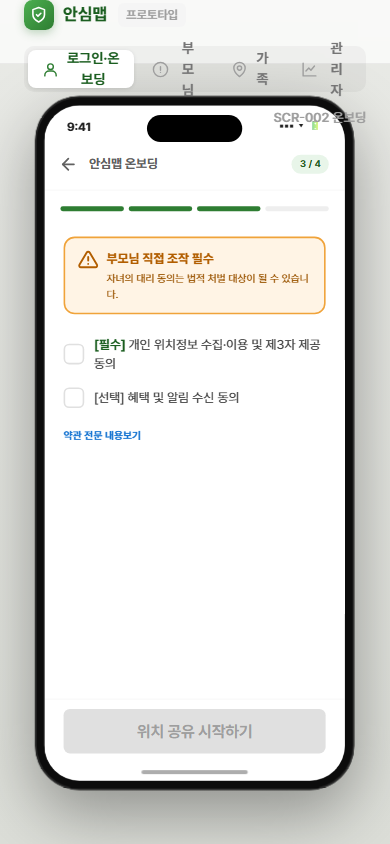 안심맵 프로토타입
로그인·온
보딩
부
모
님
가
족
관
리
자
SCR-002 온보딩
9:41
안심맵 온보딩
3 / 4
부모님 직접 조작 필수
자녀의 대리 동의는 법적 처벌 대상이 될 수 있습니
다.
[필수] 개인 위치정보 수집·이용 및 제3자 제공
동의
[선택] 혜택 및 알림 수신 동의
약관 전문 내용보기
위치 공유 시작하기